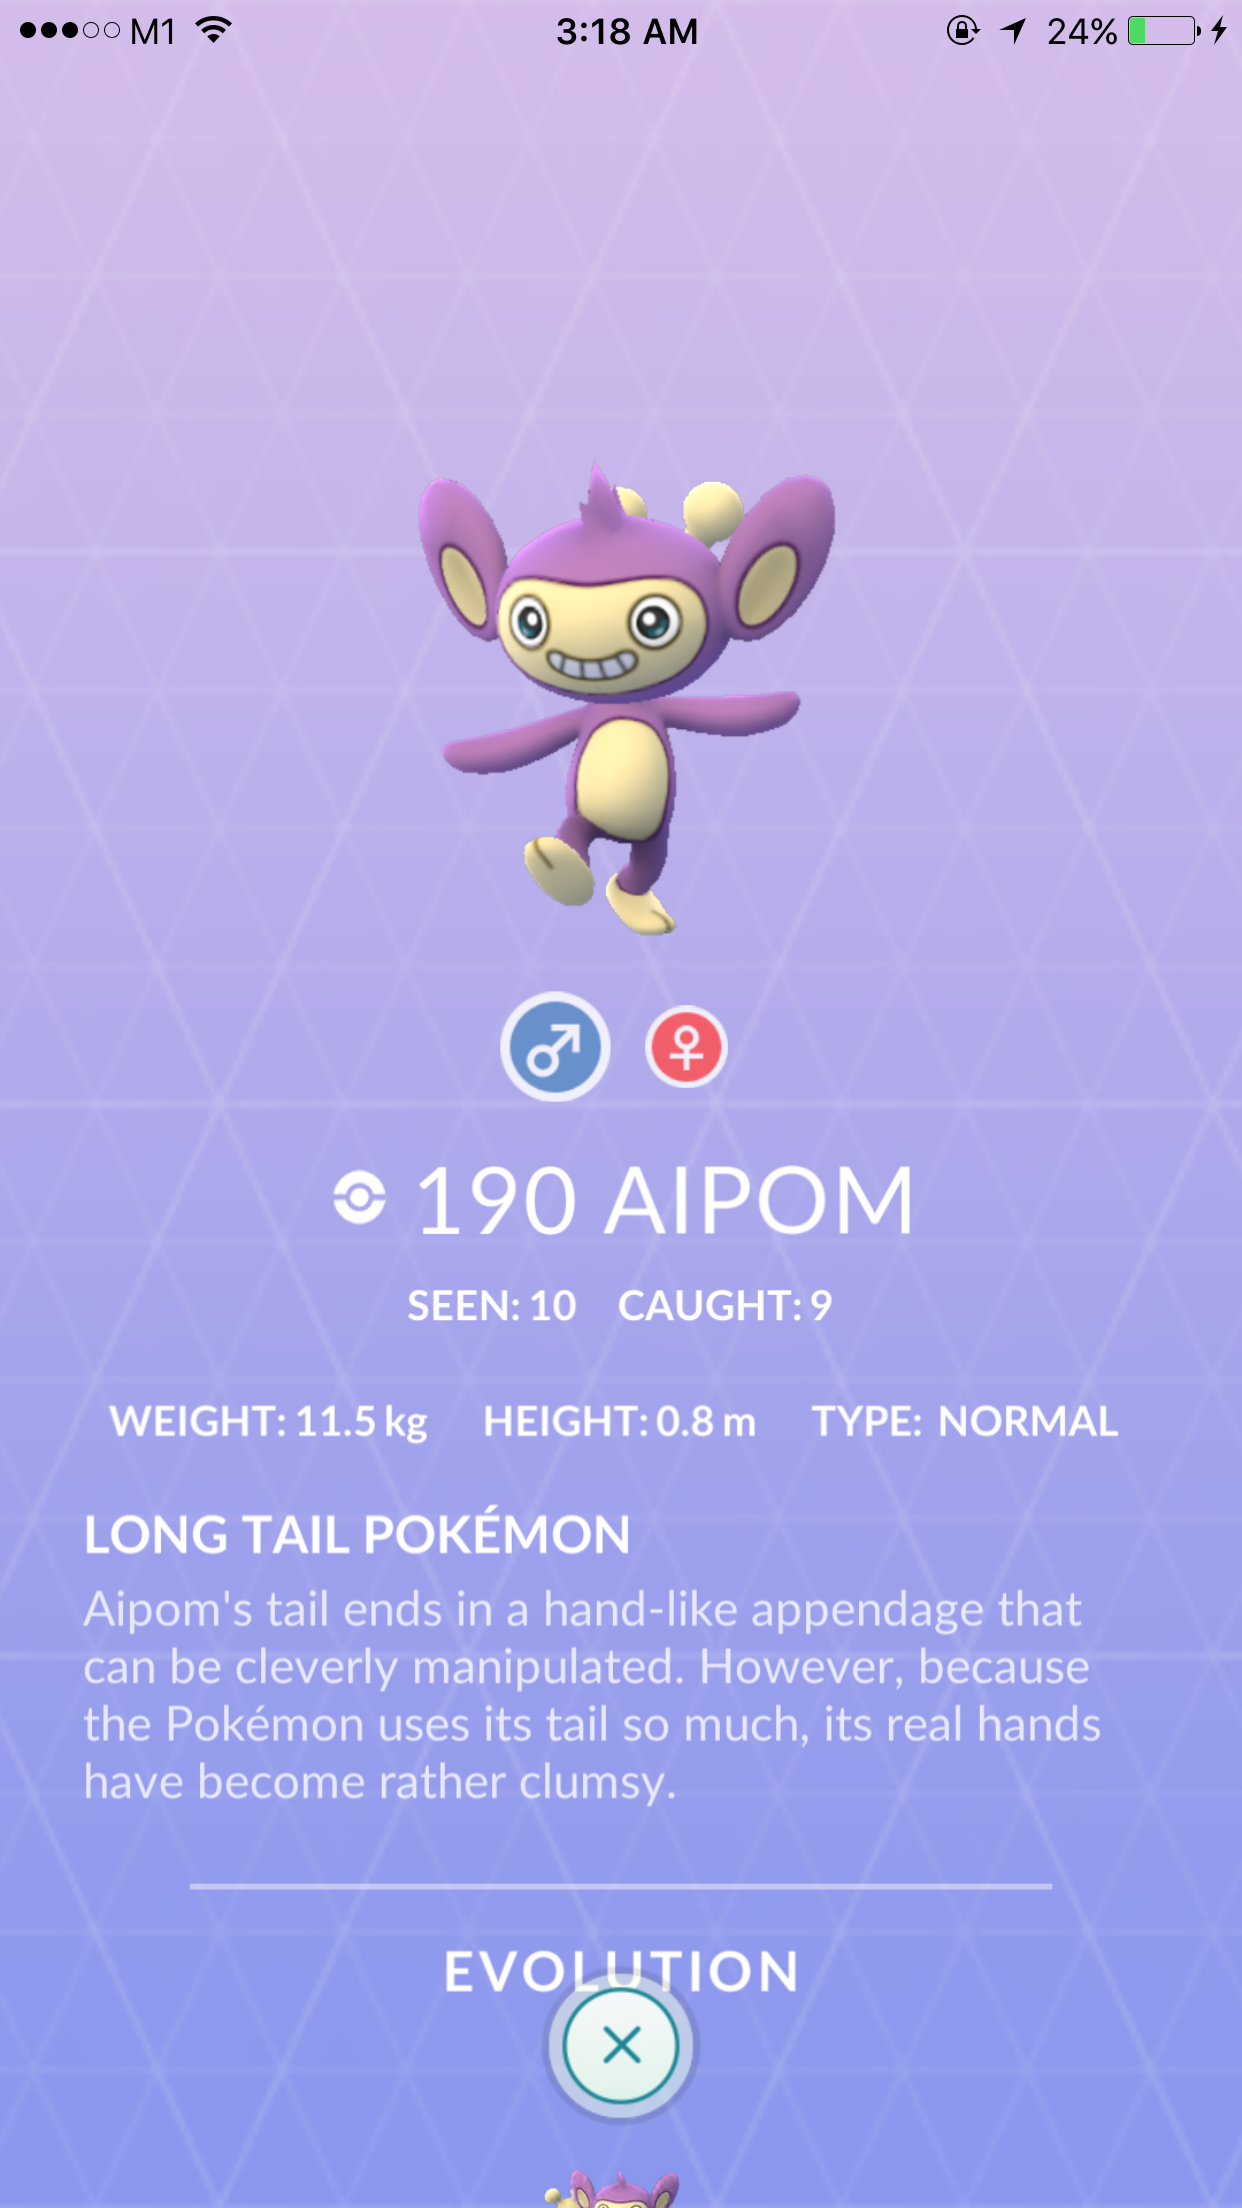 M1 3:18 AM 24%
190 AIPOM
SEEN: 10 CAUGHT: 9
WEIGHT: 11.5 kg HEIGHT: 0.8 m TYPE: NORMAL
LONG TAIL POKÉMON
Aipom's tail ends in a hand-like appendage that
can be cleverly manipulated. However, because
the Pokémon uses its tail so much, its real hands
have become rather clumsy.
EVOLUTION